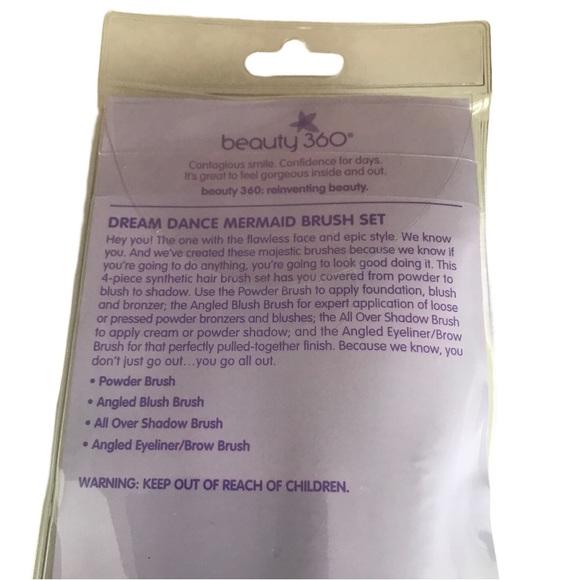 beauty 360®
Contagious smile. Confidence for days.
It's great to feel gorgeous inside and out.
beauty 360: reinventing beauty.
DREAM DANCE MERMAID BRUSH SET
Hey you! The one with the flawless face and epic style. We know
you. And we've created these majestic brushes because we know if
you're going to do anything, you're going to look good doing it. This
4-piece synthetic hair brush set has you covered from powder to
blush to shadow. Use the Powder Brush to apply foundation, blush
and bronzer; the Angled Blush Brush for expert application of loose
or pressed powder bronzers and blushes; the All Over Shadow Brush
to apply cream or powder shadow; and the Angled Eyeliner/Brow
Brush for that perfectly pulled-together finish. Because we know, you
don't just go out...you go all out.
• Powder Brush
• Angled Blush Brush
• All Over Shadow Brush
• Angled Eyeliner/Brow Brush
WARNING: KEEP OUT OF REACH OF CHILDREN.